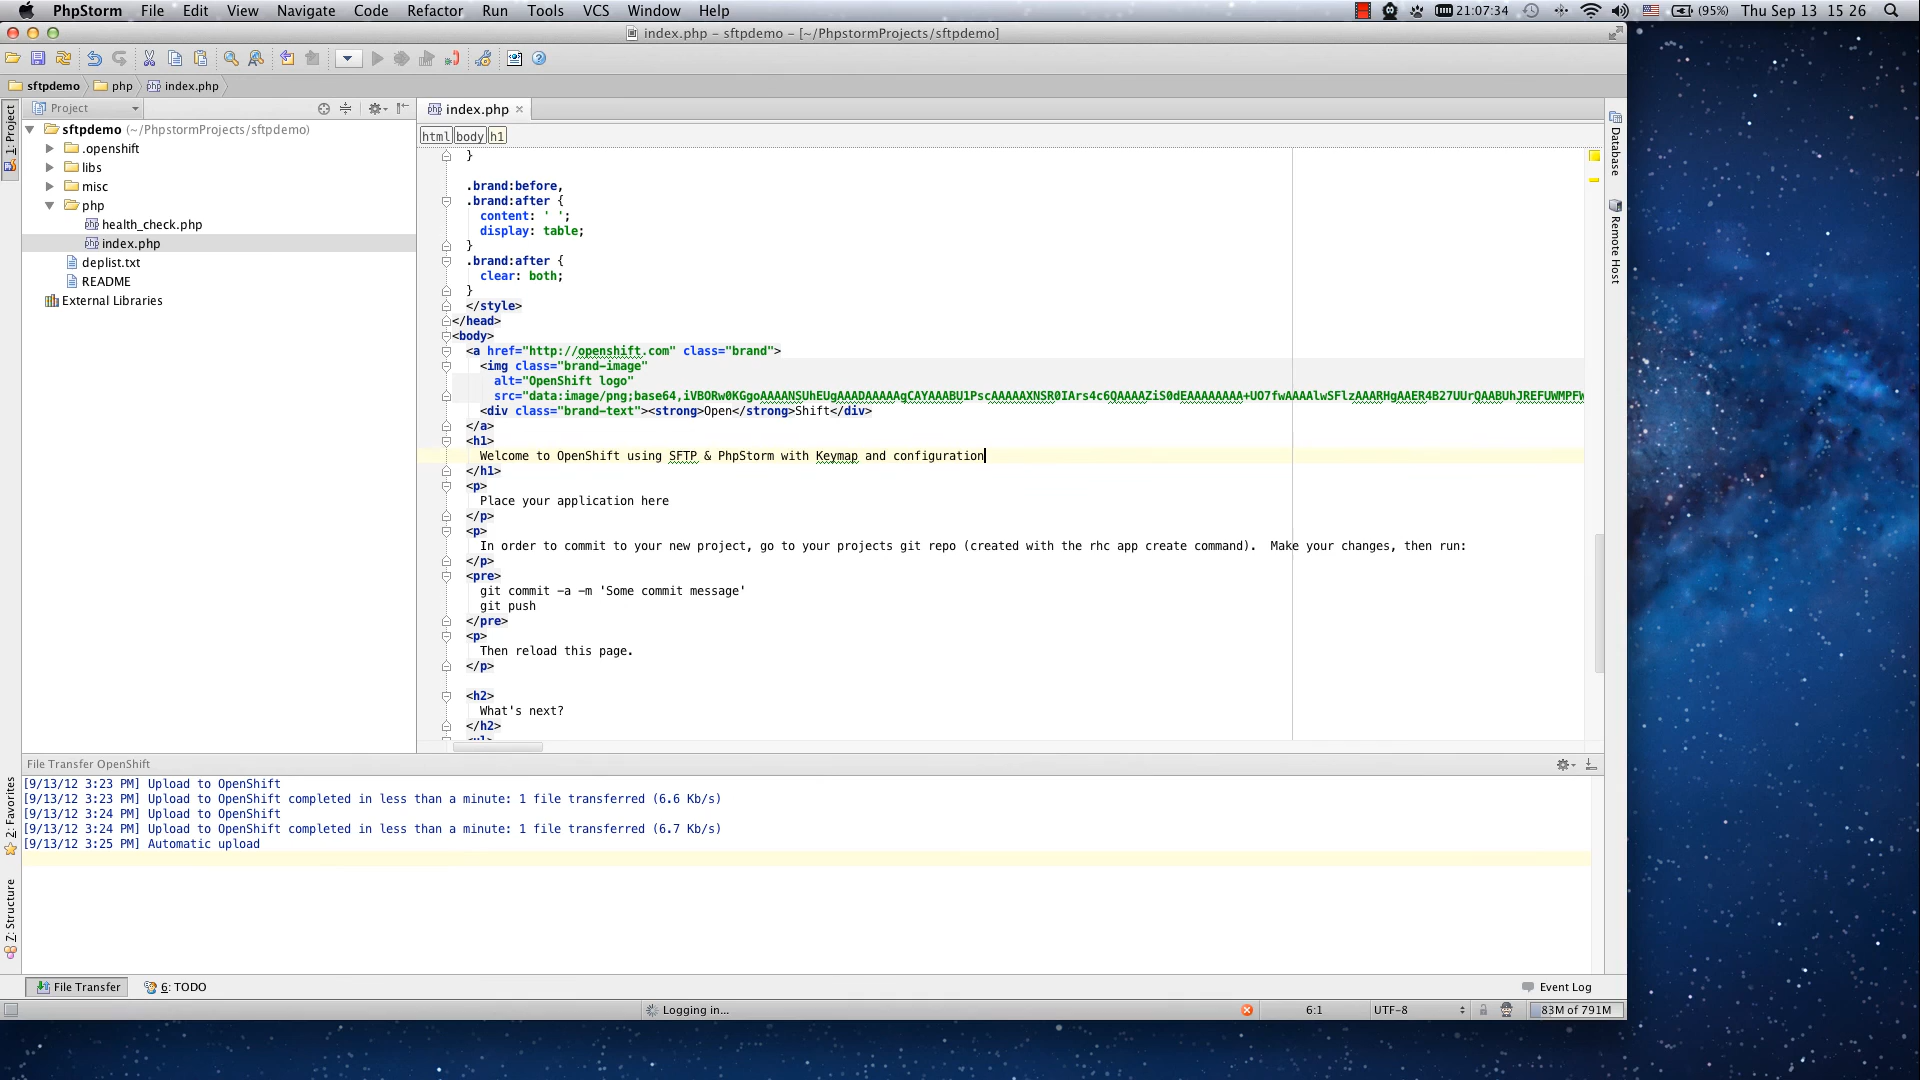 PhpStorm File Edit View Navigate Code Refactor Run Tools VCS Window Help 21:07:34 (95%) Thu Sep 13 15 26
index.php – sftpdemo – [~/PhpstormProjects/sftpdemo]
sftpdemo php index.php
Project
index.php
html body h1
1: Project
sftpdemo (~/PhpstormProjects/sftpdemo)
.openshift
libs
misc
php
health_check.php
index.php
deplist.txt
README
External Libraries
}
.brand:before,
.brand:after {
content: ' ';
display: table;
}
.brand:after {
clear: both;
}
</style>
</head>
<body>
<a href="http://openshift.com" class="brand">
<img class="brand-image"
alt="OpenShift logo"
src="data:image/png;base64,
<div class="brand-text"><strong>Open</strong>Shift</div>
</a>
<h1>
Welcome to OpenShift using SFTP & PhpStorm with Keymap and configuration
</h1>
<p>
Place your application here
</p>
<p>
In order to commit to your new project, go to your projects git repo (created with the rhc app create command).  Make your changes, then run:
</p>
<pre>
git commit -a -m 'Some commit message'
git push
</pre>
<p>
Then reload this page.
</p>
<h2>
What's next?
</h2>
<ul>
Database
Remote Host
File Transfer OpenShift
[9/13/12 3:23 PM] Upload to OpenShift
[9/13/12 3:23 PM] Upload to OpenShift completed in less than a minute: 1 file transferred (6.6 Kb/s)
[9/13/12 3:24 PM] Upload to OpenShift
[9/13/12 3:24 PM] Upload to OpenShift completed in less than a minute: 1 file transferred (6.7 Kb/s)
[9/13/12 3:25 PM] Automatic upload
2: Favorites
Z: Structure
File Transfer 6: TODO Event Log
Logging in... 6:1 UTF-8 83M of 791M